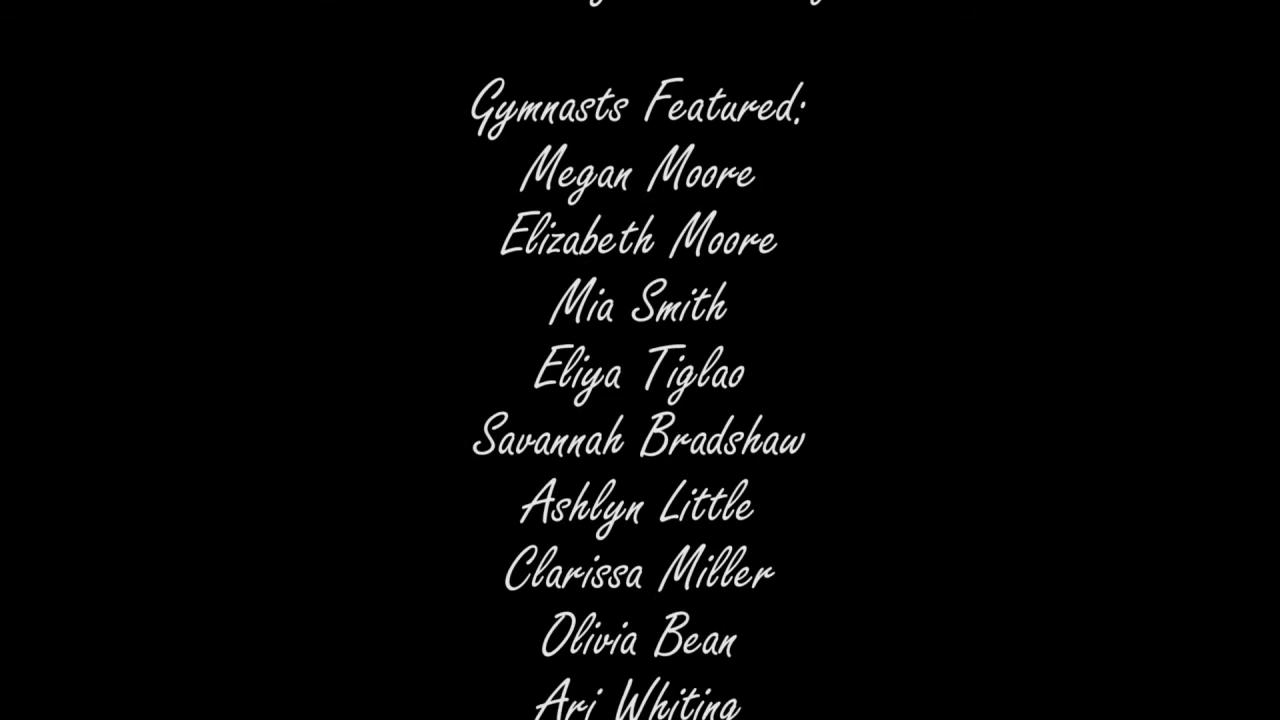 Gymnasts Featured:
Megan Moore
Elizabeth Moore
Mia Smith
Eliya Tiglao
Savannah Bradshaw
Ashlyn Little
Clarissa Miller
Olivia Bean
Ari Whiting